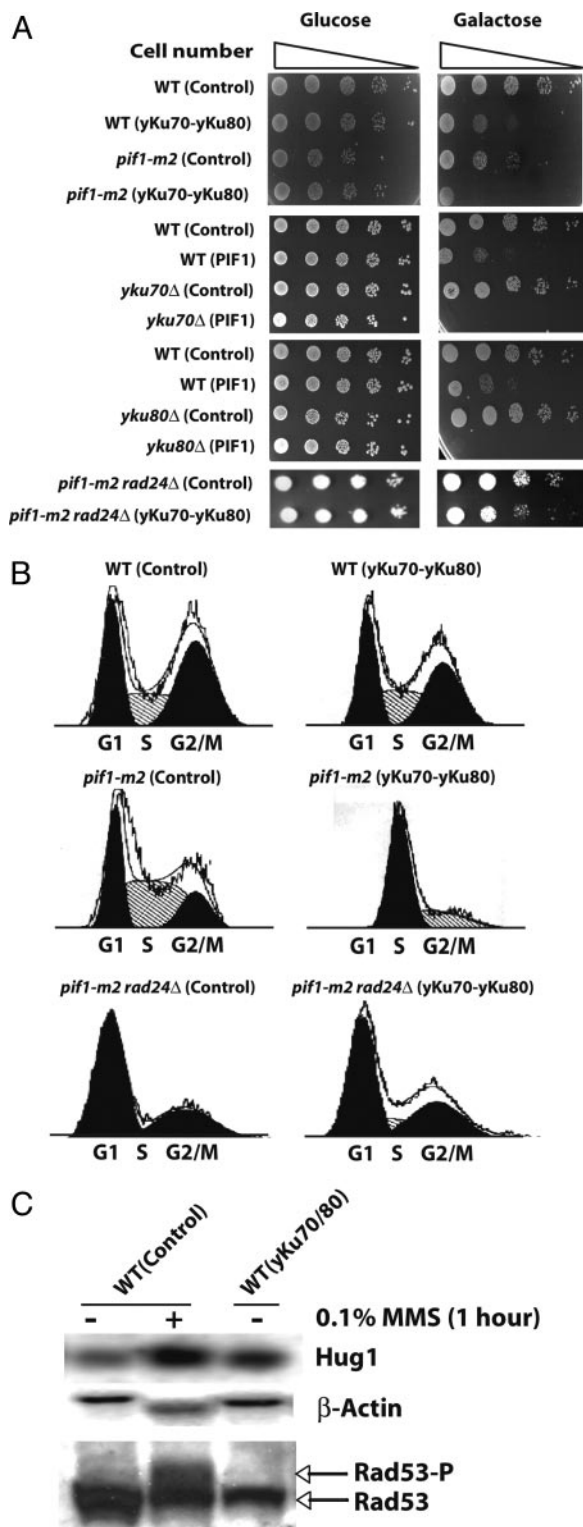 A
Glucose
Galactose
Cell number
WT (Control)
WT (yKu70-yKu80)
pif1-m2 (Control)
pif1-m2 (yKu70-yKu80)
WT (Control)
WT (PIF1)
yku70Δ (Control)
yku70Δ (PIF1)
WT (Control)
WT (PIF1)
yku80Δ (Control)
yku80Δ (PIF1)
pif1-m2 rad24Δ (Control)
pif1-m2 rad24Δ (yKu70-yKu80)
B
WT (Control)
WT (yKu70-yKu80)
G1 S G2/M
G1 S G2/M
pif1-m2 (Control)
pif1-m2 (yKu70-yKu80)
G1 S G2/M
G1 S G2/M
pif1-m2 rad24Δ (Control)
pif1-m2 rad24Δ (yKu70-yKu80)
G1 S G2/M
G1 S G2/M
C
WT(Control)
WT(yKu70/80)
- + - 0.1% MMS (1 hour)
Hug1
β-Actin
Rad53-P
Rad53